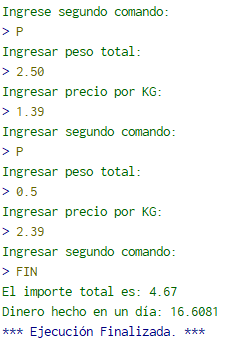 Ingrese segundo comando:
> P
Ingresar peso total:
> 2.50
Ingresar precio por KG:
> 1.39
Ingresar segundo comando:
> P
Ingresar peso total:
> 0.5
Ingresar precio por KG:
> 2.39
Ingresar segundo comando:
> FIN
El importe total es: 4.67
Dinero hecho en un día: 16.6081
*** Ejecución Finalizada. ***